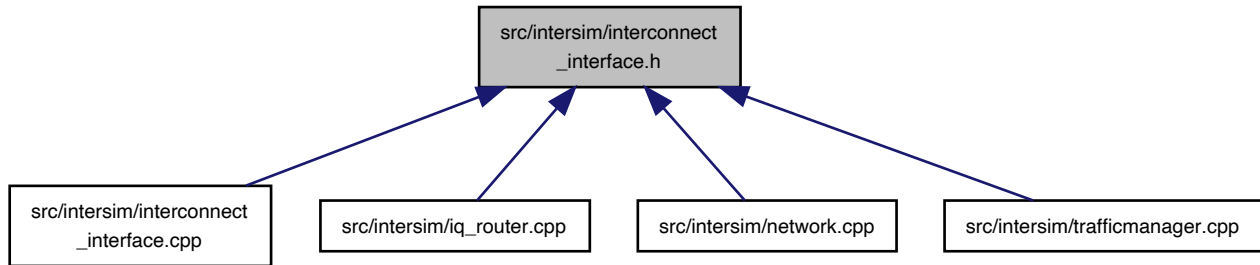 src/intersim/interconnect
_interface.h
src/intersim/interconnect
_interface.cpp
src/intersim/iq_router.cpp
src/intersim/network.cpp
src/intersim/trafficmanager.cpp